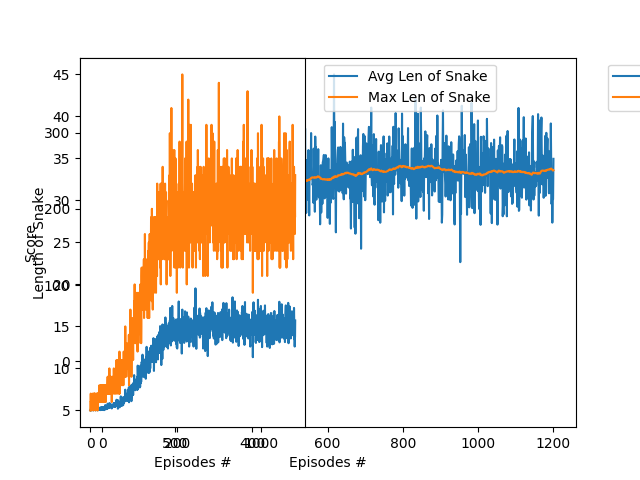 Avg Len of Snake
Max Len of Snake
45
40
300
35
30
200
25
20
100
15
0
10
5
Score
Length of Snake
0 0 500 200 400 1000 600 800 1000 1200
Episodes # Episodes #